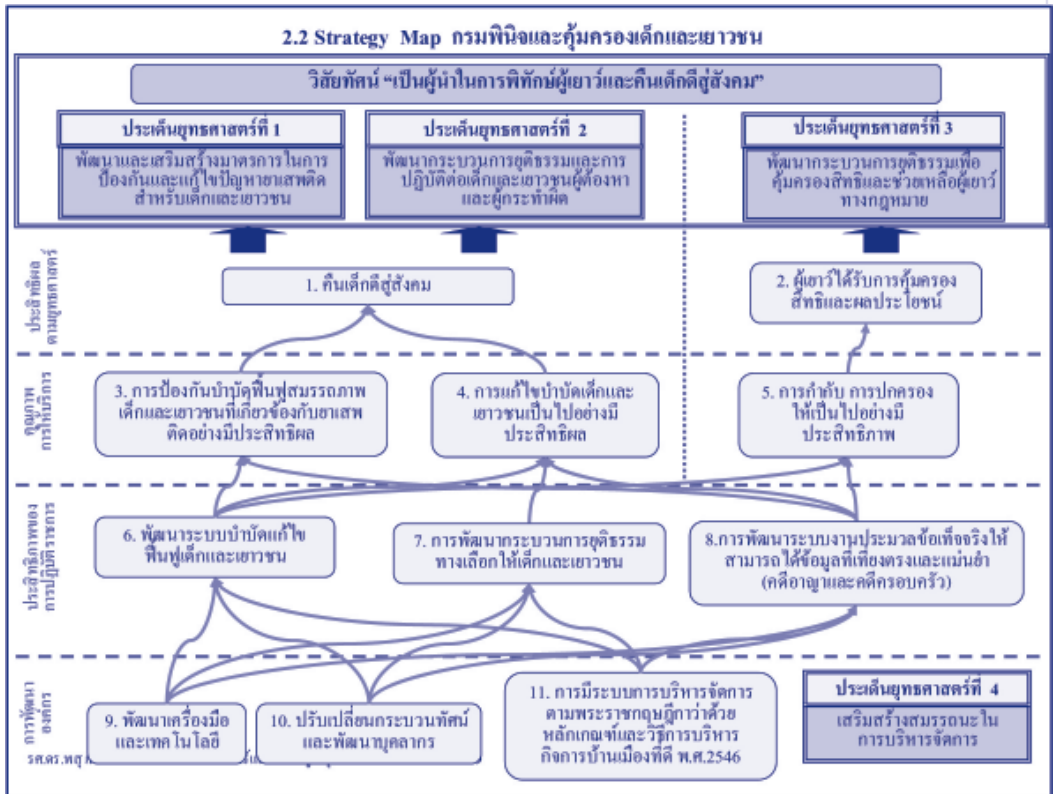 2.2 Strategy Map กรมพินิจและคุ้มครองเด็กและเยาวชน
วิสัยทัศน์ “เป็นผู้นำในการพิทักษ์ผู้เยาว์และคืนเด็กดีสู่สังคม”
ประเด็นยุทธศาสตร์ที่ 1
พัฒนาและเสริมสร้างมาตรการในการ
ป้องกันและแก้ไขปัญหายาเสพติด
สำหรับเด็กและเยาวชน
ประเด็นยุทธศาสตร์ที่ 2
พัฒนากระบวนการยุติธรรมและการ
ปฏิบัติต่อเด็กและเยาวชนผู้ต้องหา
และผู้กระทำผิด
ประเด็นยุทธศาสตร์ที่ 3
พัฒนากระบวนการยุติธรรมเพื่อ
คุ้มครองสิทธิและช่วยเหลือผู้เยาว์
ทางกฎหมาย
ประสิทธิผล
ตามยุทธศาสตร์
1. คืนเด็กดีสู่สังคม
2. ผู้เยาว์ได้รับการคุ้มครอง
สิทธิและผลประโยชน์
คุณภาพ
การให้บริการ
3. การป้องกันบำบัดฟื้นฟูสมรรถภาพ
เด็กและเยาวชนที่เกี่ยวข้องกับยาเสพ
ติดอย่างมีประสิทธิผล
4. การแก้ไขบำบัดเด็กและ
เยาวชนเป็นไปอย่างมี
ประสิทธิผล
5. การกำกับ การปกครอง
ให้เป็นไปอย่างมี
ประสิทธิภาพ
ประสิทธิภาพของ
การปฏิบัติราชการ
6. พัฒนาระบบบำบัดแก้ไข
ฟื้นฟูเด็กและเยาวชน
7. การพัฒนากระบวนการยุติธรรม
ทางเลือกให้เด็กและเยาวชน
8.การพัฒนาระบบงานประมวลข้อเท็จจริงให้
สามารถได้ข้อมูลที่เที่ยงตรงและแม่นยำ
(คดีอาญาและคดีครอบครัว)
การพัฒนา
องค์กร
9. พัฒนาเครื่องมือ
และเทคโนโลยี
10. ปรับเปลี่ยนกระบวนทัศน์
และพัฒนาบุคลากร
11. การมีระบบการบริหารจัดการ
ตามพระราชกฤษฎีกาว่าด้วย
หลักเกณฑ์และวิธีการบริหาร
กิจการบ้านเมืองที่ดี พ.ศ.2546
ประเด็นยุทธศาสตร์ที่ 4
เสริมสร้างสมรรถนะใน
การบริหารจัดการ
รศ.ดร.พสุ